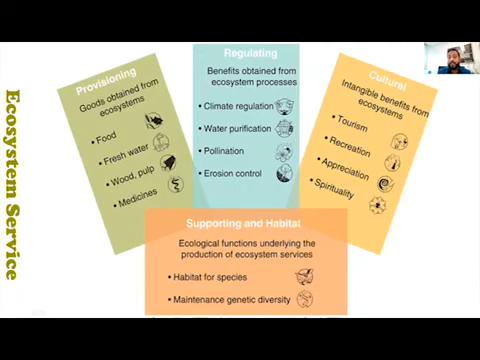 Ecosystem Service
Provisioning
Goods obtained from
ecosystems
• Food
• Fresh water
• Wood, pulp
• Medicines
Regulating
Benefits obtained from
ecosystem processes
• Climate regulation
• Water purification
• Pollination
• Erosion control
Cultural
Intangible benefits from
ecosystems
• Tourism
• Recreation
• Appreciation
• Spirituality
Supporting and Habitat
Ecological functions underlying the
production of ecosystem services
• Habitat for species
• Maintenance genetic diversity